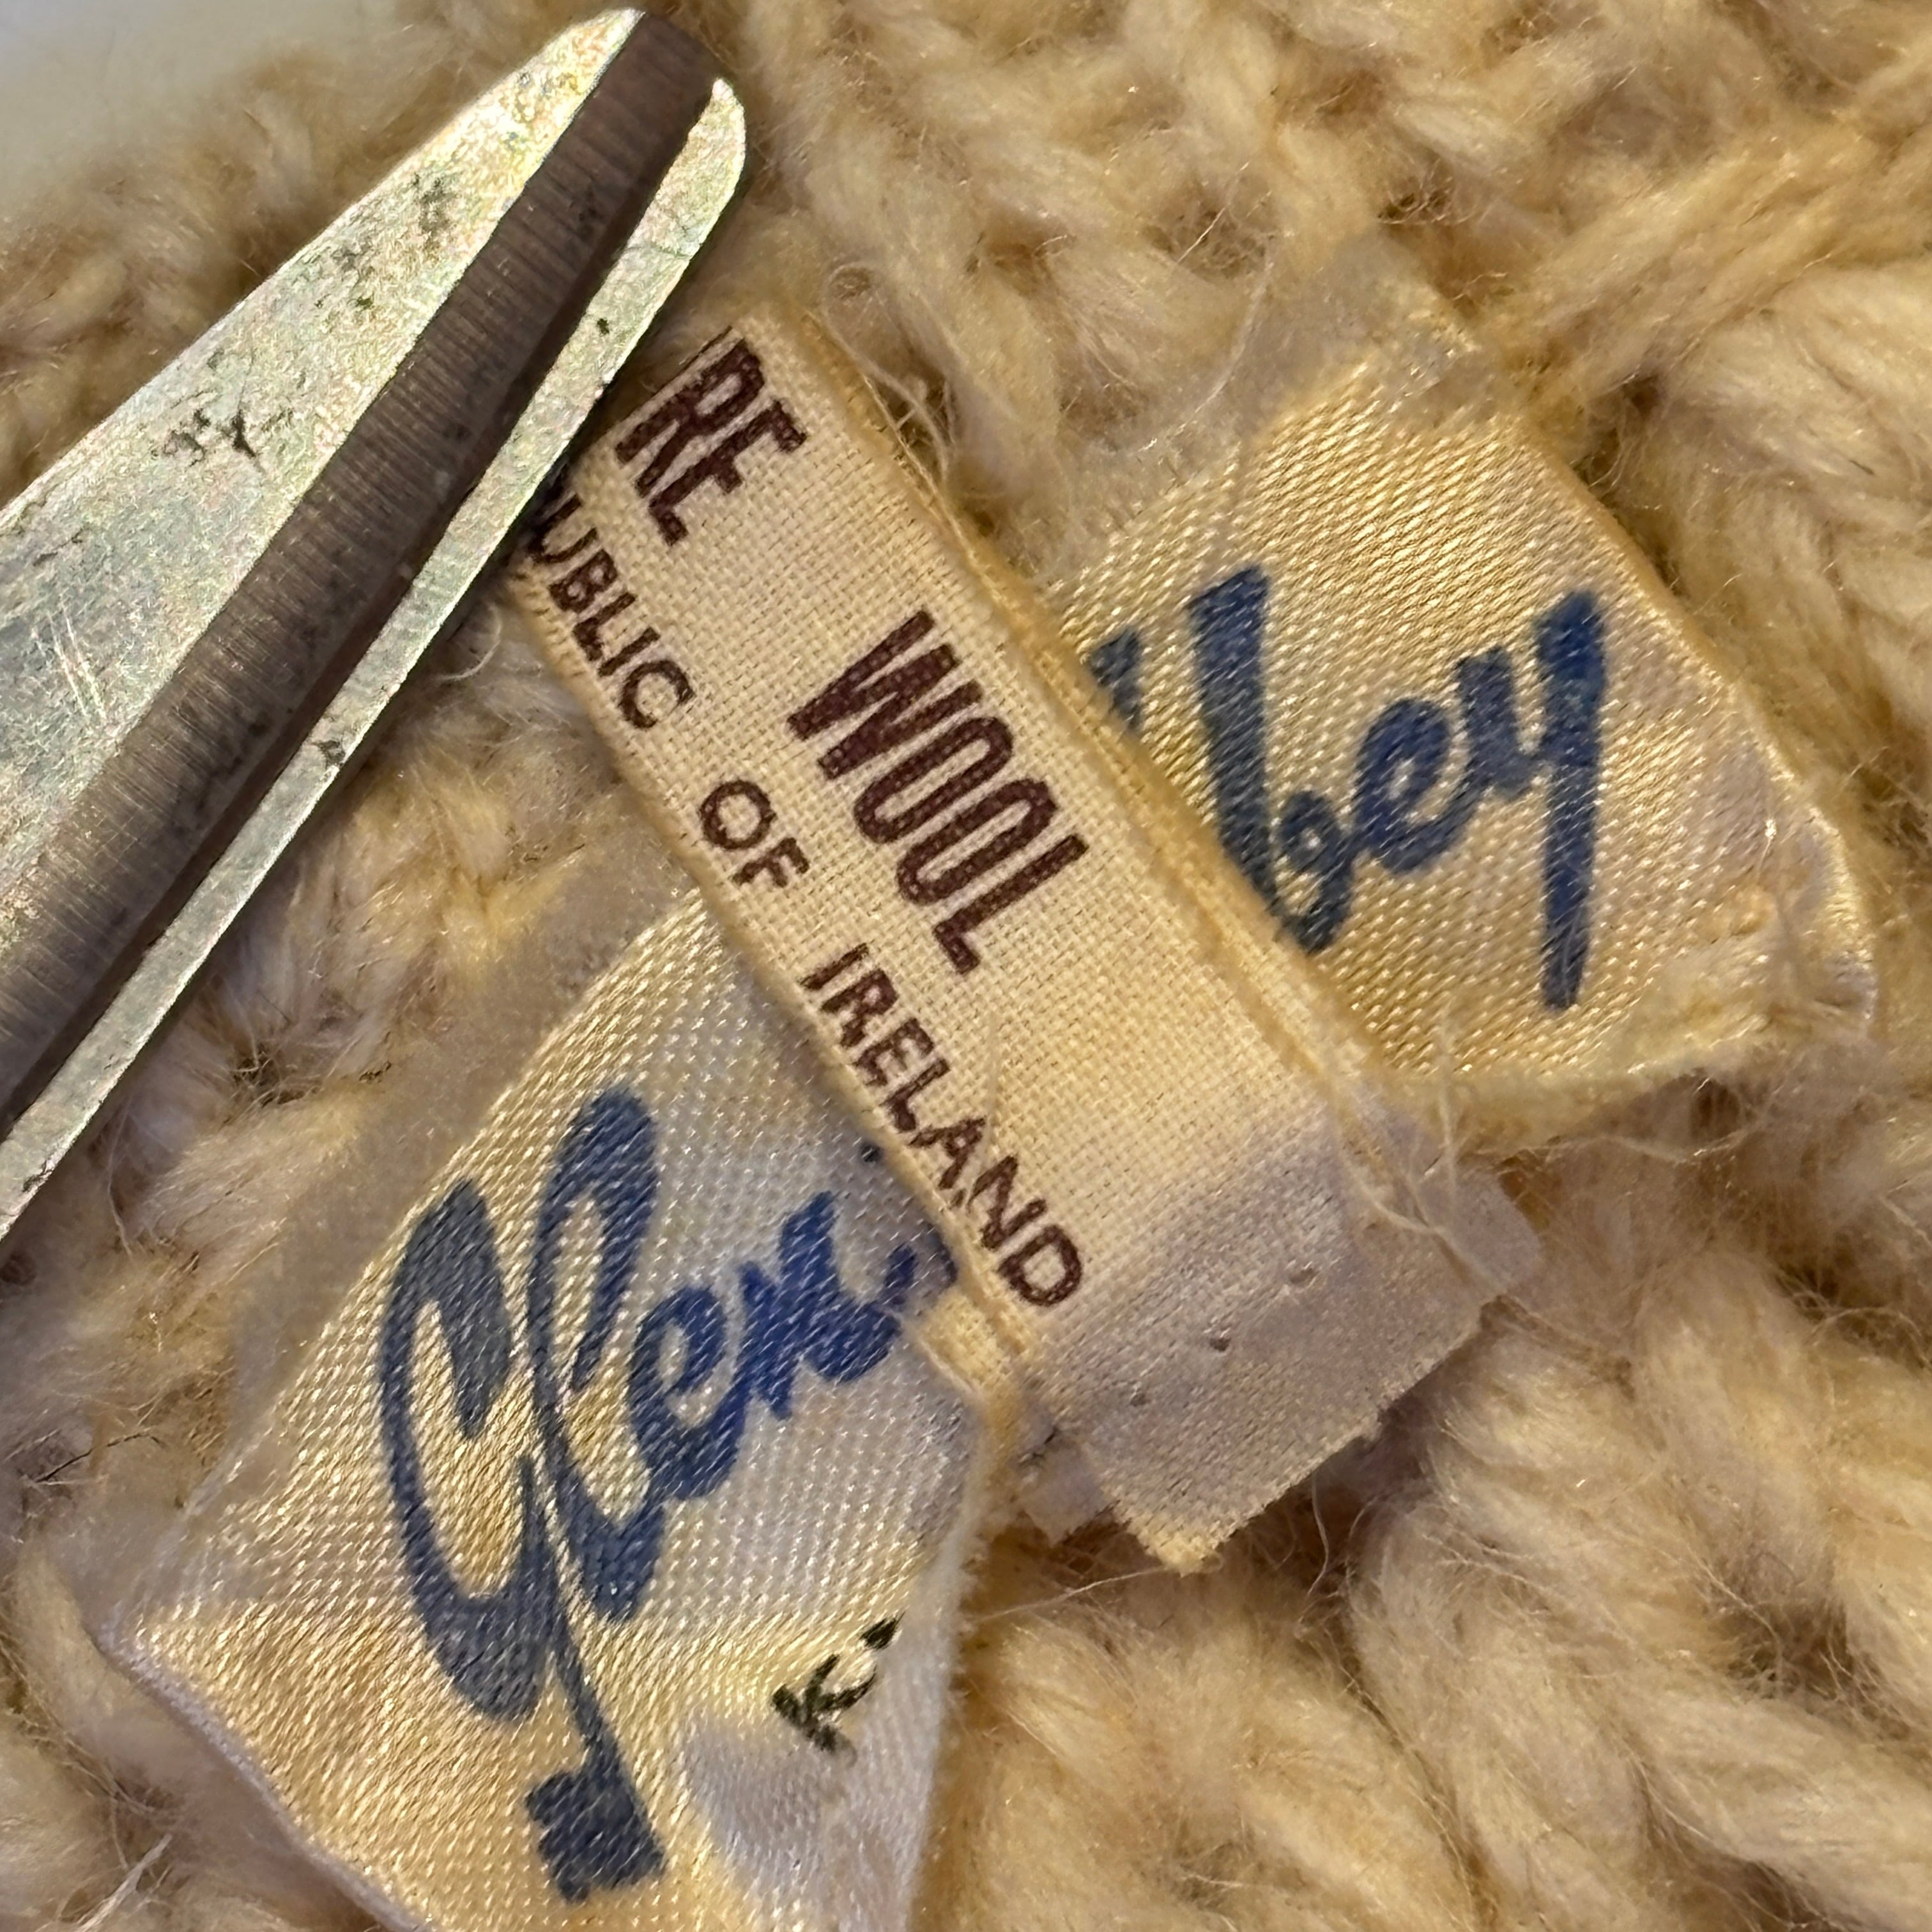 RE WOOL
UBLIC OF IRELAND
Glen
bey
K